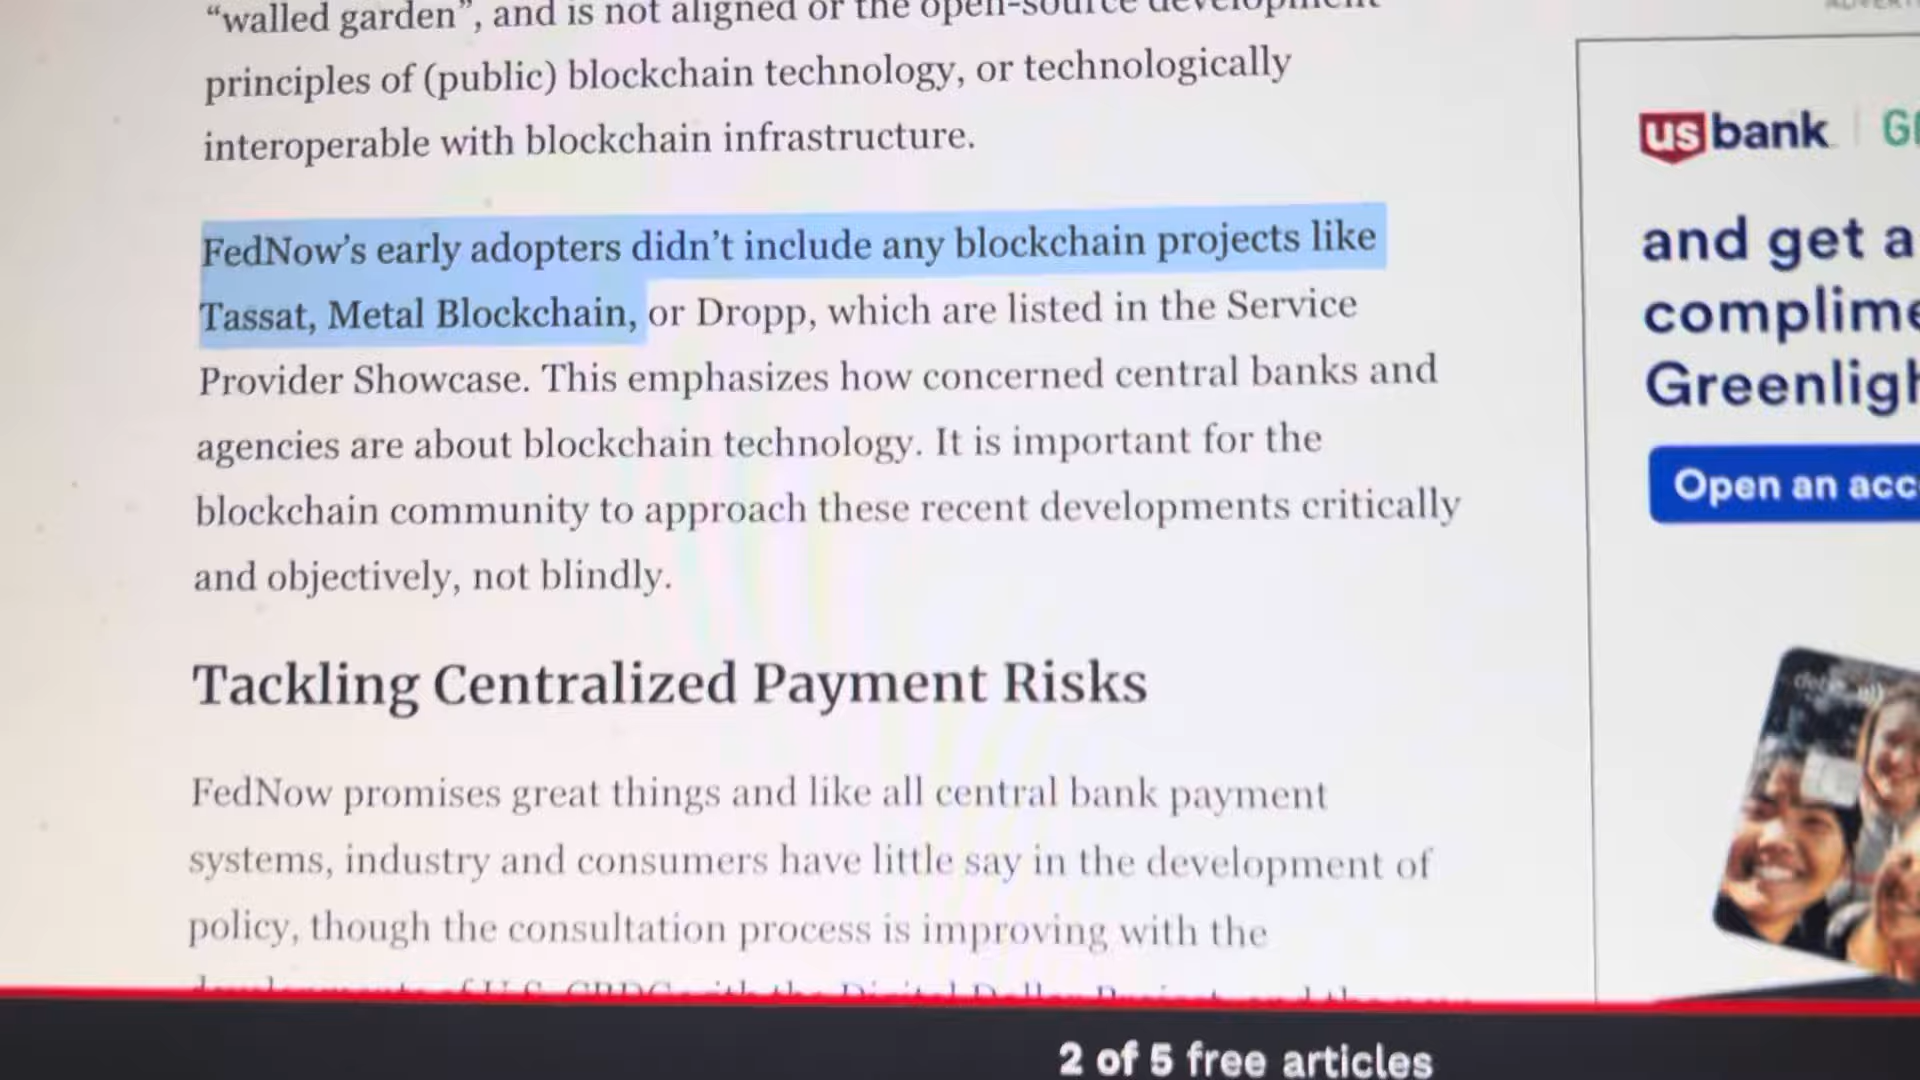 “walled garden”, and is not aligned or the open-source development
principles of (public) blockchain technology, or technologically
interoperable with blockchain infrastructure.
FedNow’s early adopters didn’t include any blockchain projects like
Tassat, Metal Blockchain, or Dropp, which are listed in the Service
Provider Showcase. This emphasizes how concerned central banks and
agencies are about blockchain technology. It is important for the
blockchain community to approach these recent developments critically
and objectively, not blindly.
Tackling Centralized Payment Risks
FedNow promises great things and like all central bank payment
systems, industry and consumers have little say in the development of
policy, though the consultation process is improving with the
2 of 5 free articles
us bank
and get a
Open an